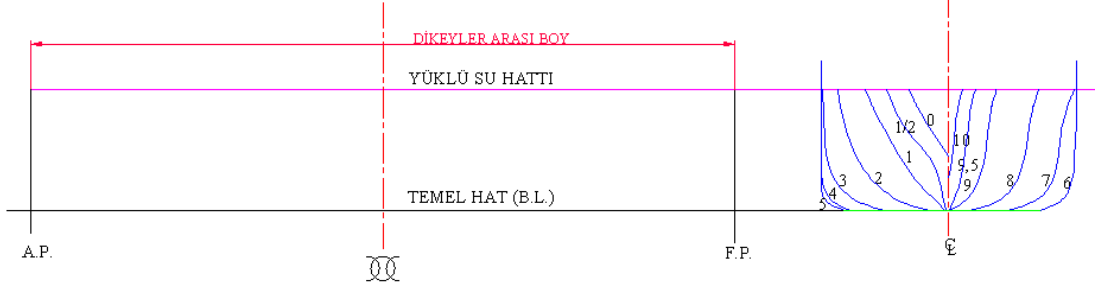 DİKEYLER ARASI BOY
YÜKLÜ SU HATTI
TEMEL HAT (B.L.)
A.P.
F.P.
0
1/2
1
2
3
4
5
10
9,5
9
8
7
6
℄